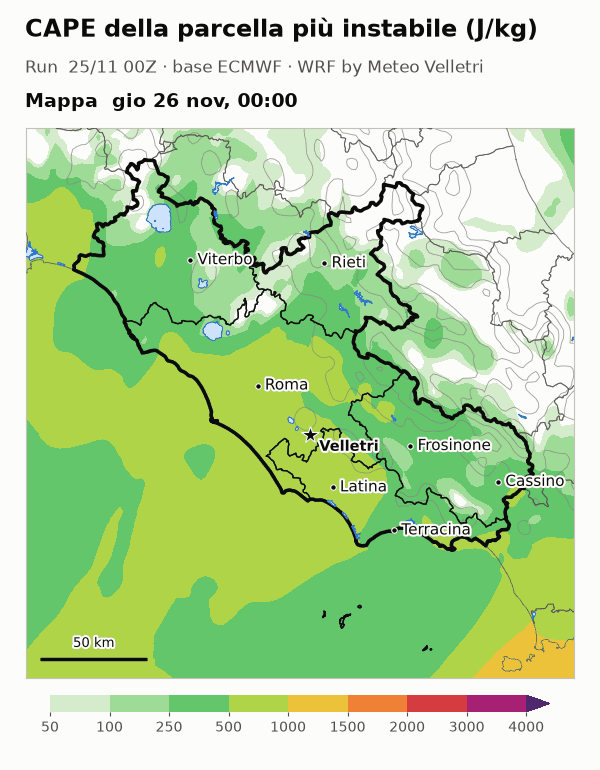 CAPE della parcella più instabile (J/kg)
Run  25/11 00Z · base ECMWF · WRF by Meteo Velletri
Mappa  gio 26 nov, 00:00
Viterbo
Rieti
Roma
Velletri
Frosinone
Latina
Cassino
Terracina
50 km
50 100 250 500 1000 1500 2000 3000 4000